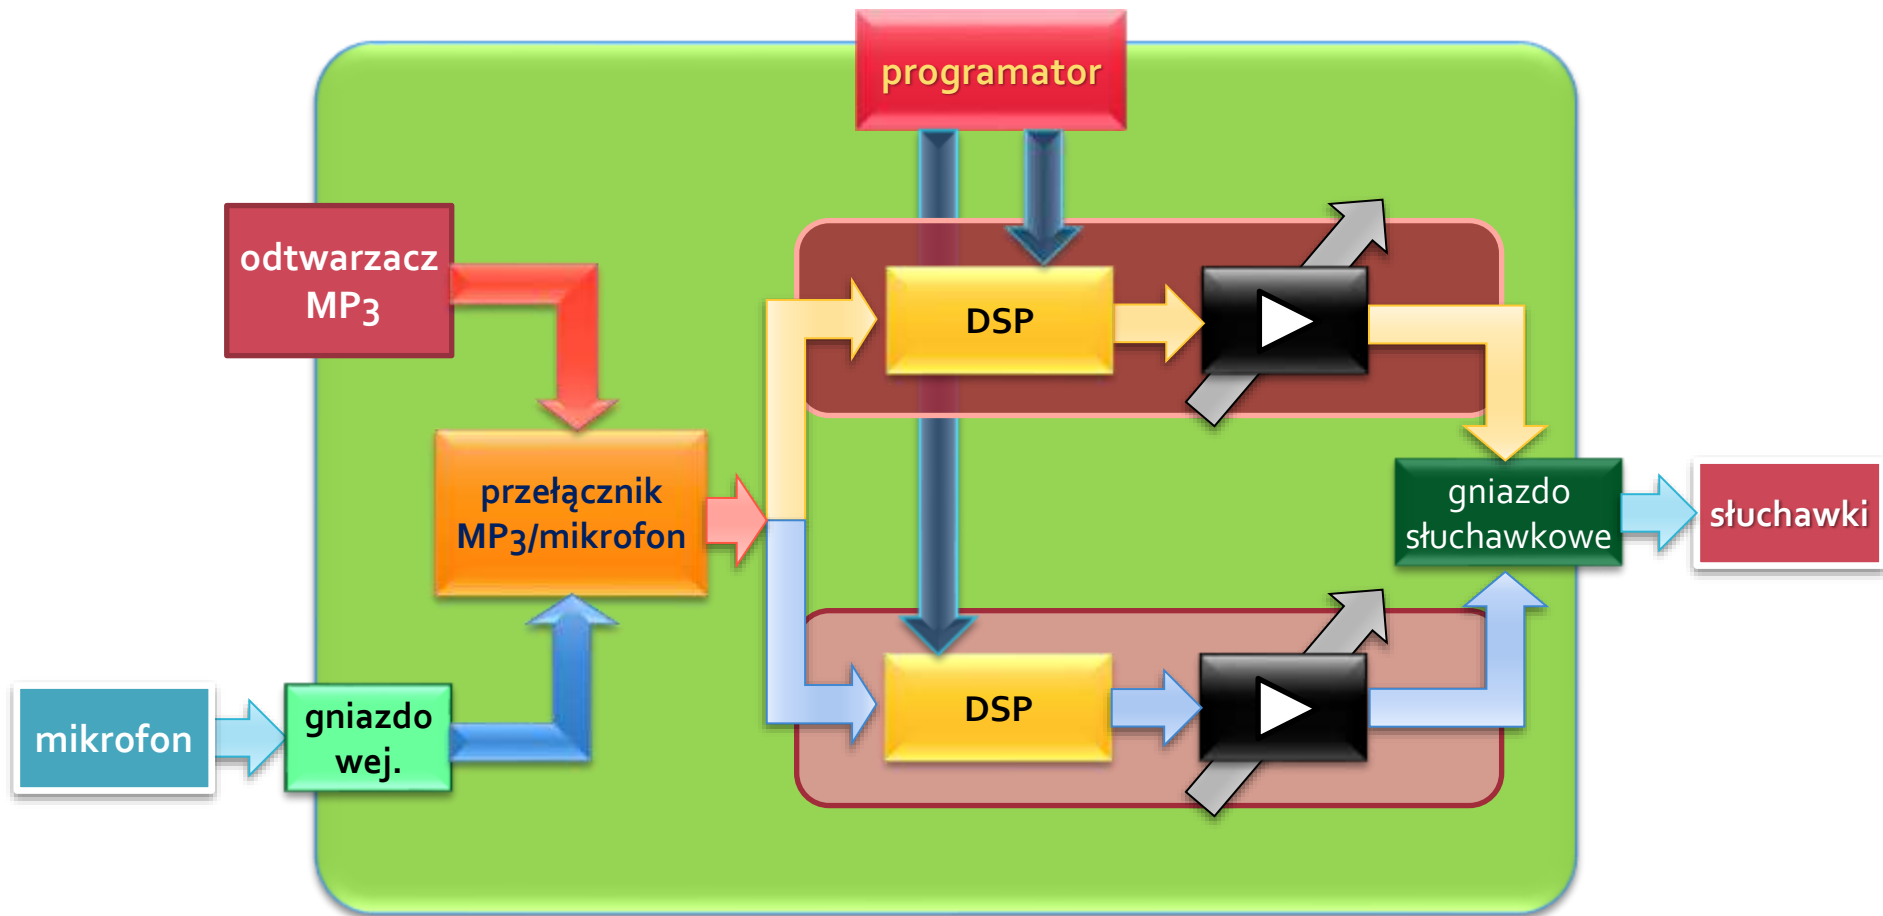 programator
odtwarzacz
MP3
DSP
przełącznik
MP3/mikrofon
gniazdo
słuchawkowe
słuchawki
mikrofon
gniazdo
wej.
DSP